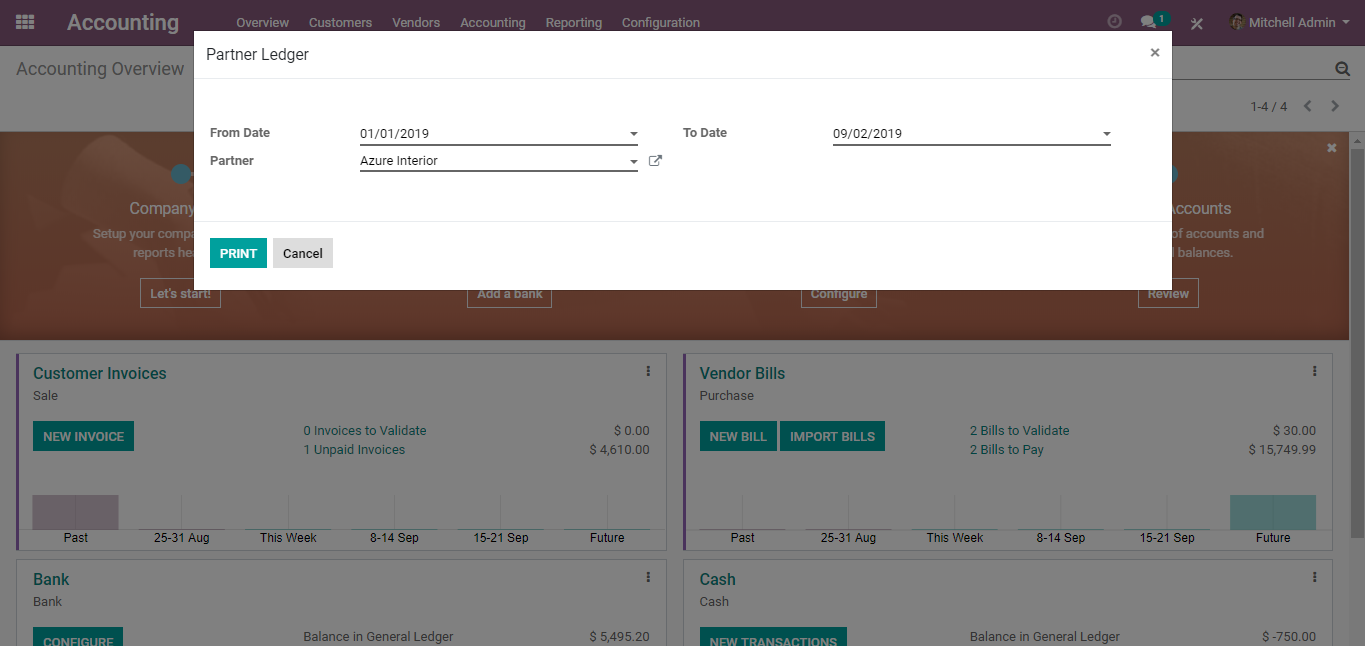 Accounting Overview Customers Vendors Accounting Reporting Configuration 1 Mitchell Admin
Partner Ledger ×
Accounting Overview
1-4 / 4
From Date 01/01/2019 To Date 09/02/2019
Partner Azure Interior
Company Accounts
Setup your compa of accounts and
reports hea l balances.
PRINT Cancel
Let's start! Add a bank Configure Review
Customer Invoices
Sale
NEW INVOICE
0 Invoices to Validate $ 0.00
1 Unpaid Invoices $ 4,610.00
Past 25-31 Aug This Week 8-14 Sep 15-21 Sep Future
Vendor Bills
Purchase
NEW BILL IMPORT BILLS
2 Bills to Validate $ 30.00
2 Bills to Pay $ 15,749.99
Past 25-31 Aug This Week 8-14 Sep 15-21 Sep Future
Bank
Bank
CONFIGURE Balance in General Ledger $ 5,495.20
Cash
Cash
NEW TRANSACTIONS Balance in General Ledger $ -750.00